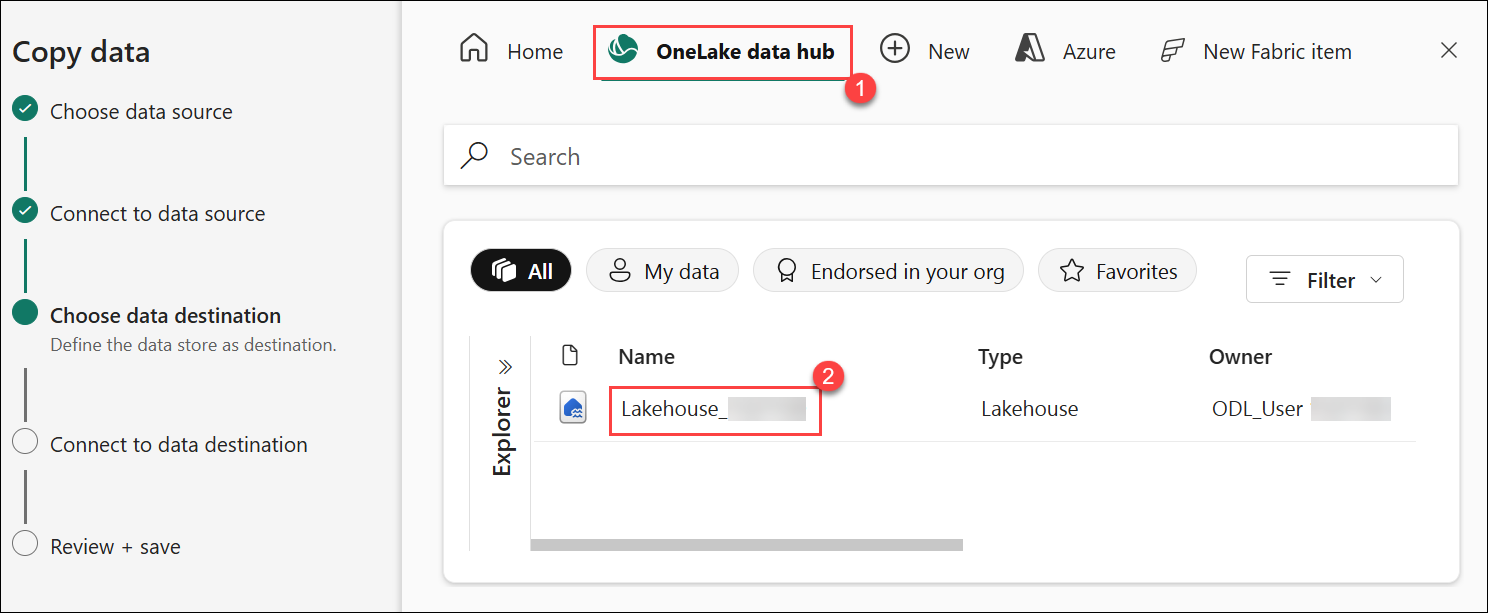 Copy data
Choose data source
Connect to data source
Choose data destination
Define the data store as destination.
Connect to data destination
Review + save
Home
OneLake data hub
New
Azure
New Fabric item
1
Search
All
My data
Endorsed in your org
Favorites
Filter
Explorer
Name
Type
Owner
2
Lakehouse_
Lakehouse
ODL_User